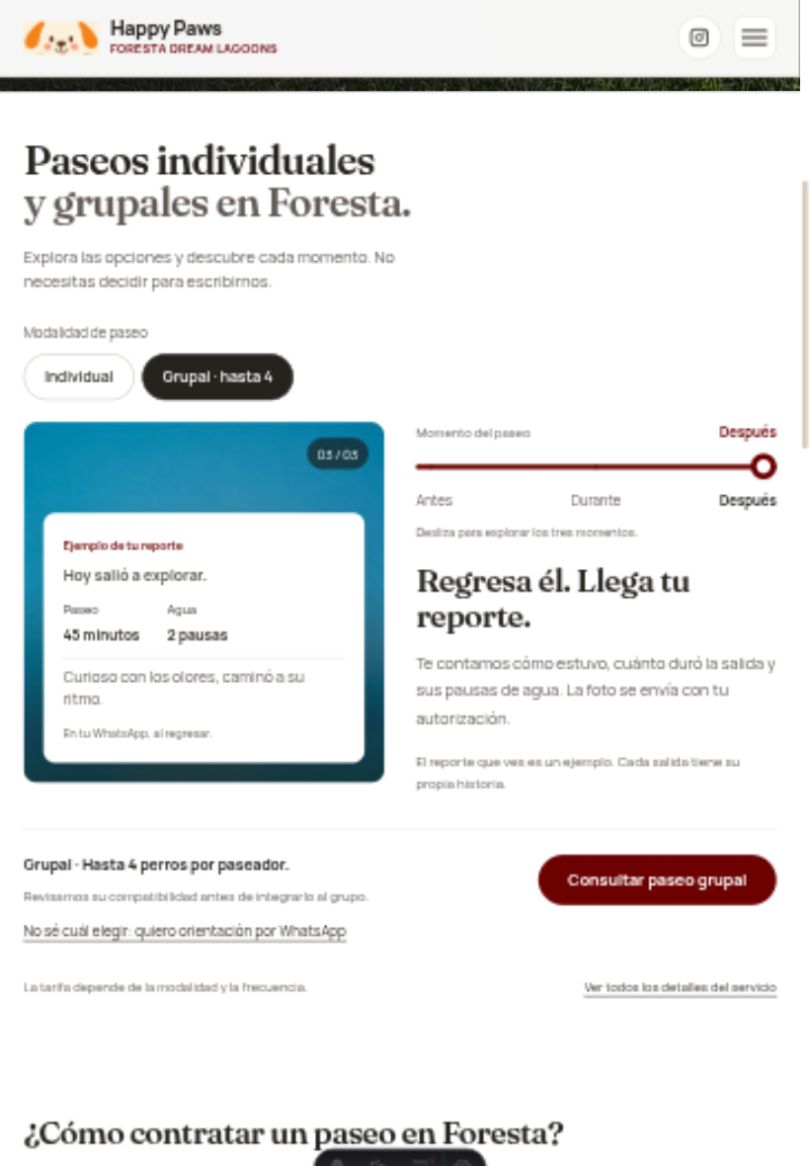 Happy Paws
FORESTA DREAM LAGOONS
Paseos individuales
y grupales en Foresta.
Explora las opciones y descubre cada momento. No
necesitas decidir para escribirnos.
Modalidad de paseo
Individual
Grupal · hasta 4
03 / 03
Ejemplo de tu reporte
Hoy salió a explorar.
Paseo
Agua
45 minutos
2 pausas
Curioso con los olores, caminó a su
ritmo.
En tu WhatsApp, al regresar.
Momento del paseo
Después
Antes
Durante
Después
Desliza para explorar los tres momentos.
Regresa él. Llega tu
reporte.
Te contamos cómo estuvo, cuánto duró la salida y
sus pausas de agua. La foto se envía con tu
autorización.
El reporte que ves es un ejemplo. Cada salida tiene su
propia historia.
Grupal · Hasta 4 perros por paseador.
Revisamos su compatibilidad antes de integrarlo al grupo.
No sé cuál elegir: quiero orientación por WhatsApp
Consultar paseo grupal
La tarifa depende de la modalidad y la frecuencia.
Ver todos los detalles del servicio
¿Cómo contratar un paseo en Foresta?